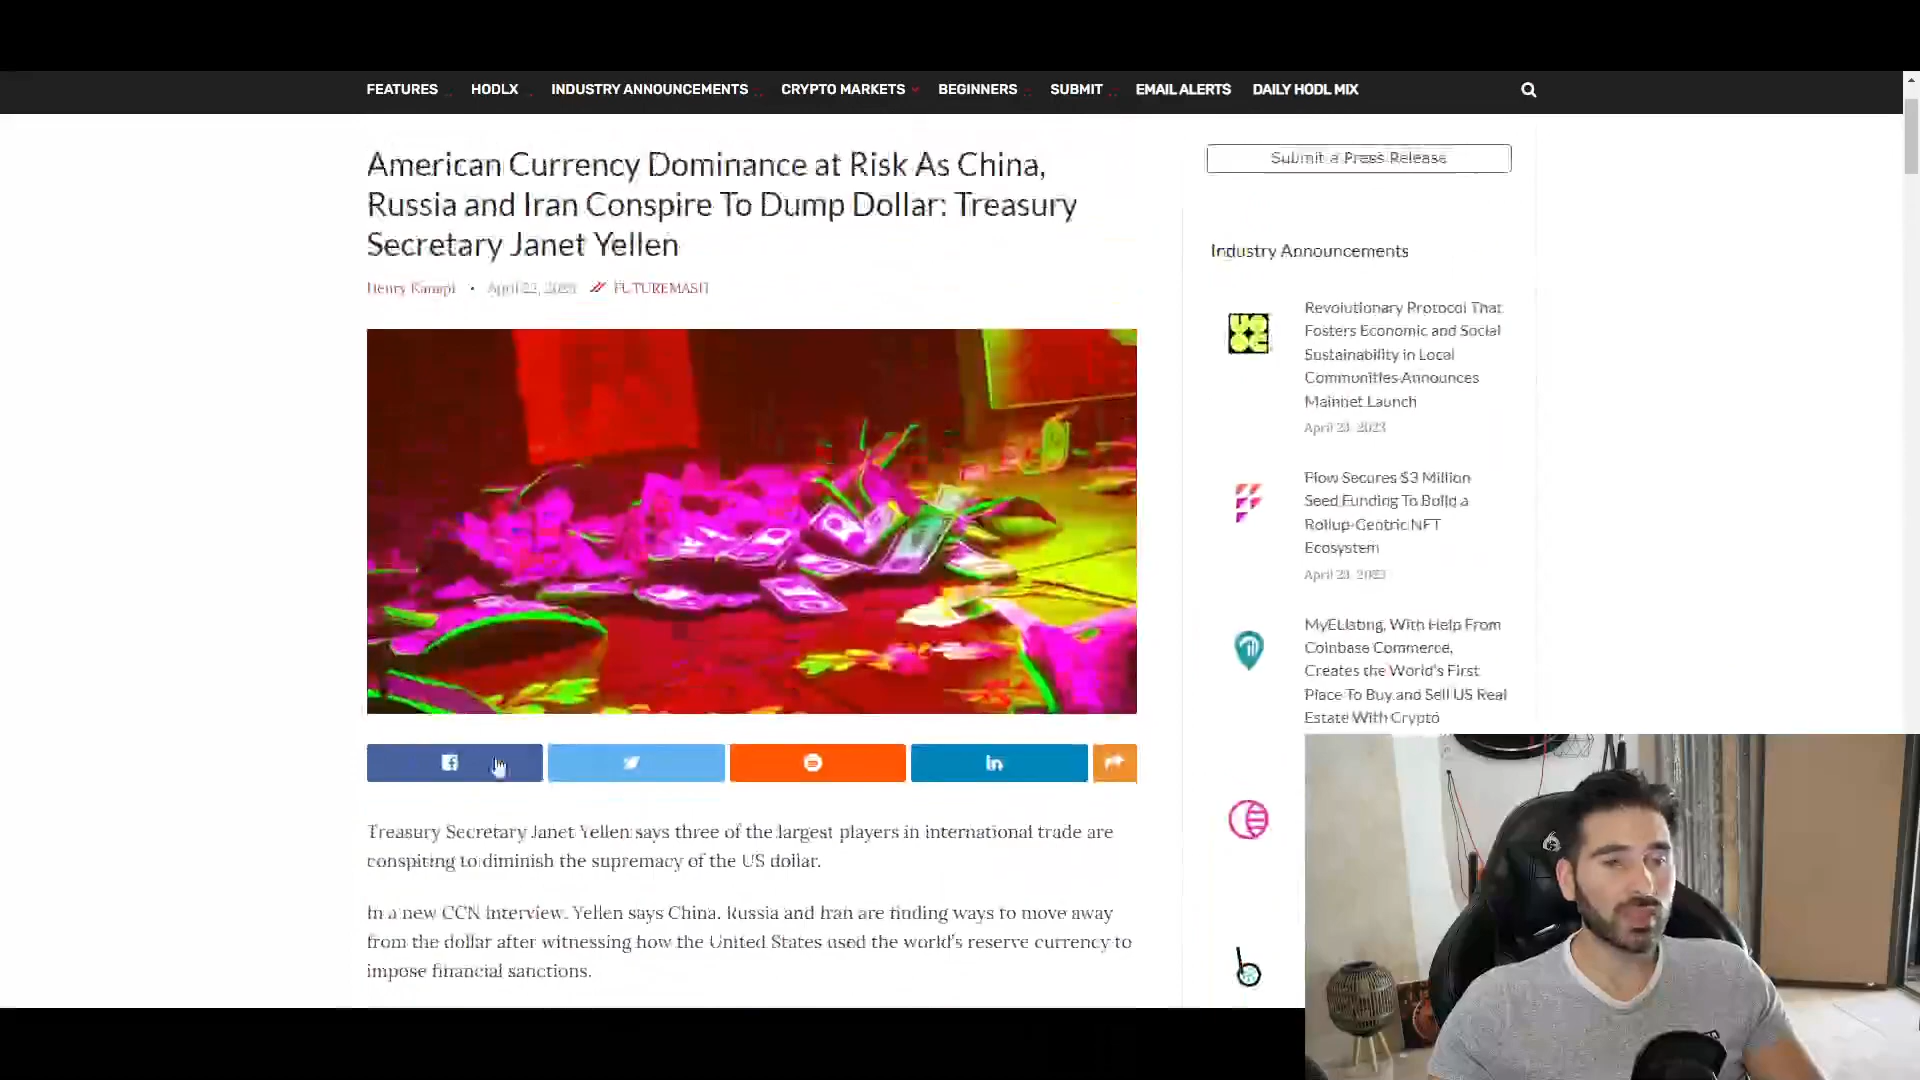 FEATURES
HODLX
INDUSTRY ANNOUNCEMENTS
CRYPTO MARKETS
BEGINNERS
SUBMIT
EMAIL ALERTS
DAILY HODL MIX
American Currency Dominance at Risk As China,
Russia and Iran Conspire To Dump Dollar: Treasury
Secretary Janet Yellen
Henry Kanapi • April 22, 2023 // FUTUREMASH
Treasury Secretary Janet Yellen says three of the largest players in international trade are
conspiring to diminish the supremacy of the US dollar.
In a new CCN interview, Yellen says China, Russia and Iran are finding ways to move away
from the dollar after witnessing how the United States used the world's reserve currency to
impose financial sanctions.
Submit a Press Release
Industry Announcements
Revolutionary Protocol That
Fosters Economic and Social
Sustainability in Local
Communities Announces
Mainnet Launch
April 23, 2023
Flow Secures $3 Million
Seed Funding To Build a
Rollup-Centric NFT
Ecosystem
April 23, 2023
MyEListing, With Help From
Coinbase Commerce,
Creates the World's First
Place To Buy and Sell US Real
Estate With Crypto